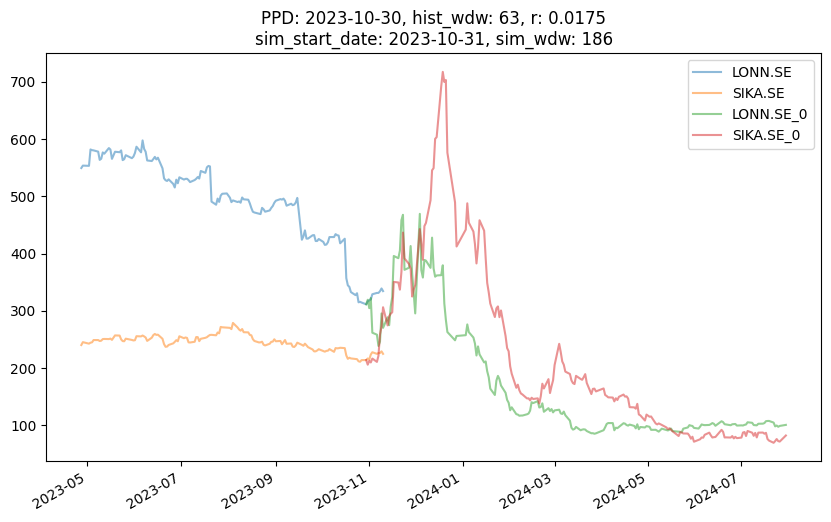 PPD: 2023-10-30, hist_wdw: 63, r: 0.0175
sim_start_date: 2023-10-31, sim_wdw: 186
LONN.SE
SIKA.SE
LONN.SE_0
SIKA.SE_0
700
600
500
400
300
200
100
2023-05
2023-07
2023-09
2023-11
2024-01
2024-03
2024-05
2024-07